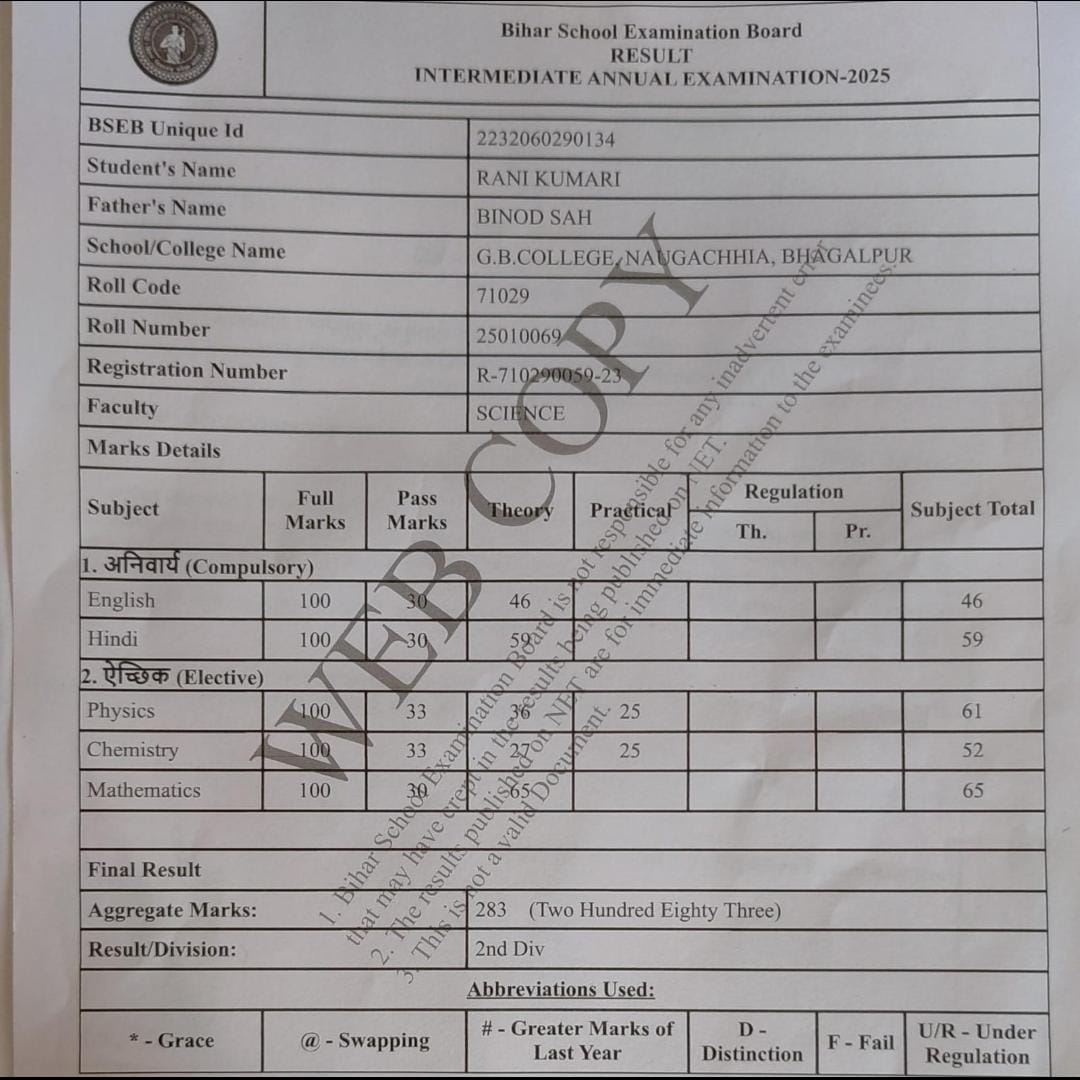 Bihar School Examination Board
RESULT
INTERMEDIATE ANNUAL EXAMINATION-2025
BSEB Unique Id 2232060290134
Student's Name RANI KUMARI
Father's Name BINOD SAH
School/College Name G.B.COLLEGE, NAUGACHHIA, BHAGALPUR
Roll Code 71029
Roll Number 25010069
Registration Number R-710290059-23
Faculty SCIENCE
Marks Details
Subject Full Marks Pass Marks Theory Practical Regulation Th. Pr. Subject Total
1. अनिवार्य (Compulsory)
English 100 30 46 46
Hindi 100 30 59 59
2. ऐच्छिक (Elective)
Physics 100 33 36 25 61
Chemistry 100 33 27 25 52
Mathematics 100 30 65 65
Final Result
Aggregate Marks: 283 (Two Hundred Eighty Three)
Result/Division: 2nd Div
Abbreviations Used:
* - Grace @ - Swapping # - Greater Marks of Last Year D - Distinction F - Fail U/R - Under Regulation
WEB COPY
1. Bihar School Examination Board is not responsible for any inadvertent error
that may have crept in the results being published on NET.
2. The results published on NET are for immediate information to the examinees.
3. This is not a valid Document.